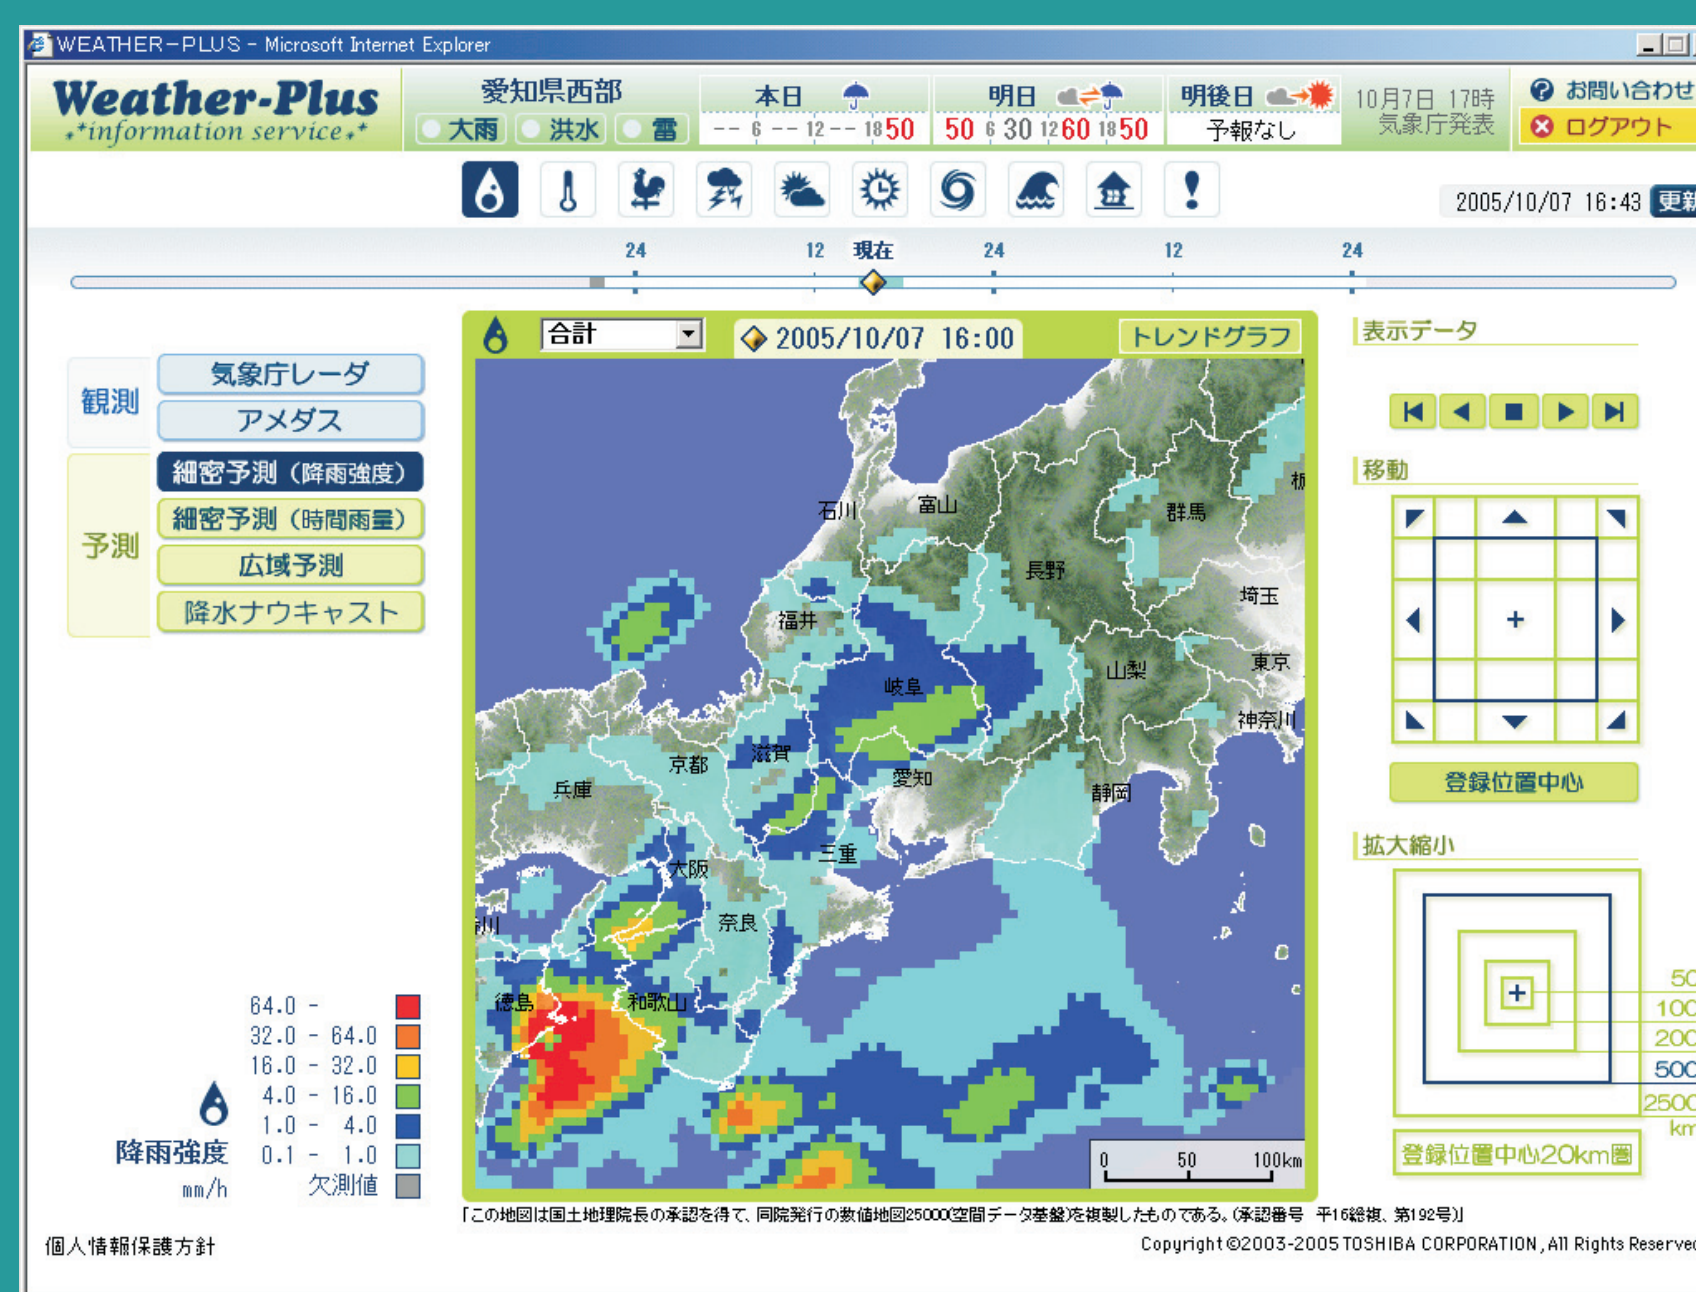 WEATHER-PLUS - Microsoft Internet Explorer
Weather-Plus
*information service*
愛知県西部
大雨 洪水 雷
本日
-- 6 -- 12 -- 18 50
明日
50 6 30 12 60 18 50
明後日
予報なし
10月7日 17時
気象庁発表
お問い合わせ
ログアウト
2005/10/07 16:43 更新
24 12 現在 24 12 24
合計
2005/10/07 16:00
トレンドグラフ
観測
気象庁レーダ
アメダス
予測
細密予測（降雨強度）
細密予測（時間雨量）
広域予測
降水ナウキャスト
石川
富山
群馬
栃
長野
埼玉
福井
東京
山梨
岐阜
神奈川
滋賀
京都
愛知
兵庫
静岡
三重
大阪
奈良
川
徳島
和歌山
0 50 100km
64.0 -
32.0 - 64.0
16.0 - 32.0
4.0 - 16.0
1.0 - 4.0
0.1 - 1.0
欠測値
降雨強度
mm/h
表示データ
移動
登録位置中心
拡大縮小
50
100
200
500
2500
km
登録位置中心20km圏
「この地図は国土地理院長の承認を得て、同院発行の数値地図25000(空間データ基盤)を複製したものである。(承認番号 平16総複、第192号)」
個人情報保護方針
Copyright ©2003-2005 TOSHIBA CORPORATION, All Rights Reserved